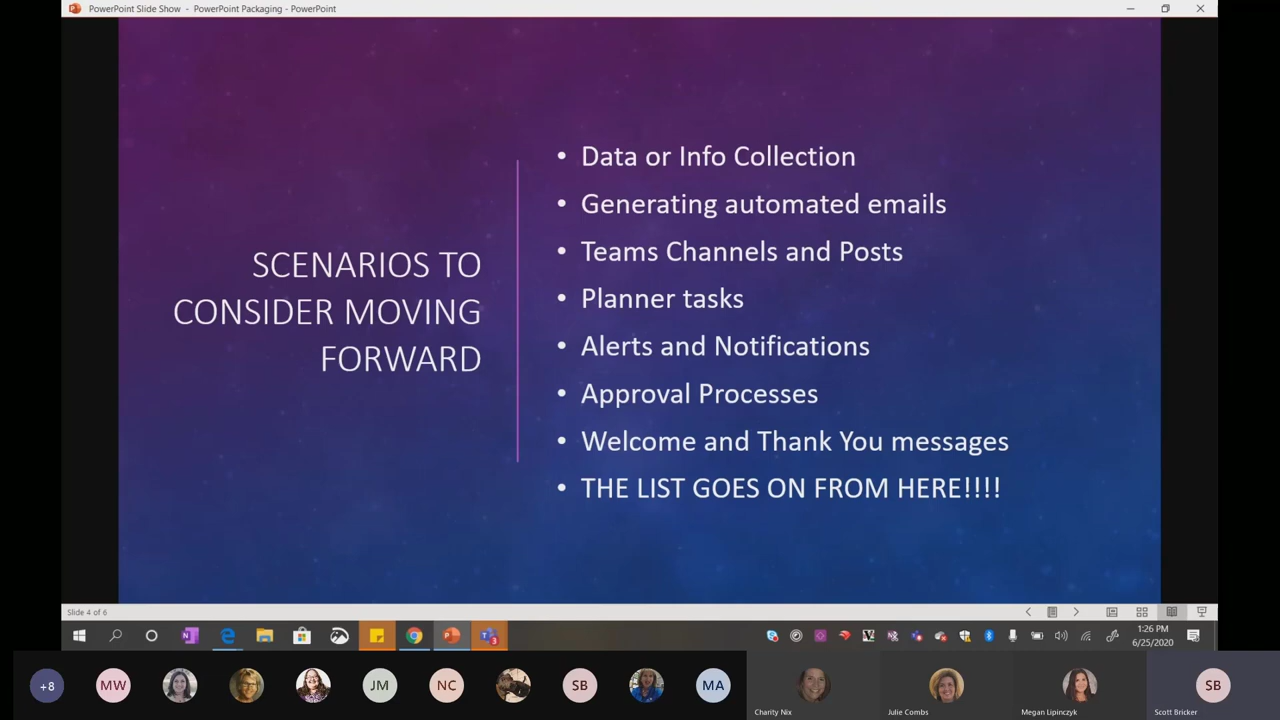 PowerPoint Slide Show - PowerPoint Packaging - PowerPoint
SCENARIOS TO
CONSIDER MOVING
FORWARD
• Data or Info Collection
• Generating automated emails
• Teams Channels and Posts
• Planner tasks
• Alerts and Notifications
• Approval Processes
• Welcome and Thank You messages
• THE LIST GOES ON FROM HERE!!!!
Slide 4 of 6
1:26 PM
6/25/2020
+8
MW
JM
NC
SB
MA
SB
Charity Nix
Julie Combs
Megan Lipinczyk
Scott Bricker